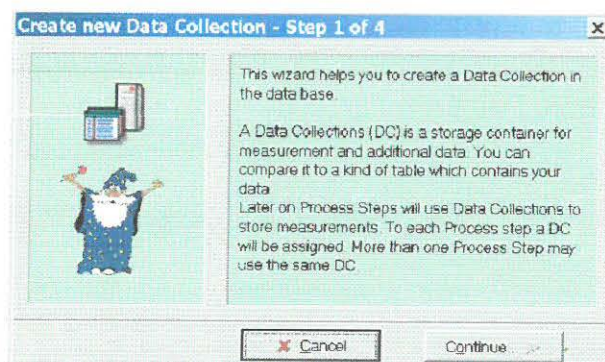 Create new Data Collection - Step 1 of 4
This wizard helps you to create a Data Collection in
the data base.
A Data Collections (DC) is a storage container for
measurement and additional data. You can
compare it to a kind of table which contains your
data
Later on Process Steps will use Data Collections to
store measurements. To each Process step a DC
will be assigned. More than one Process Step may
use the same DC
Cancel
Continue